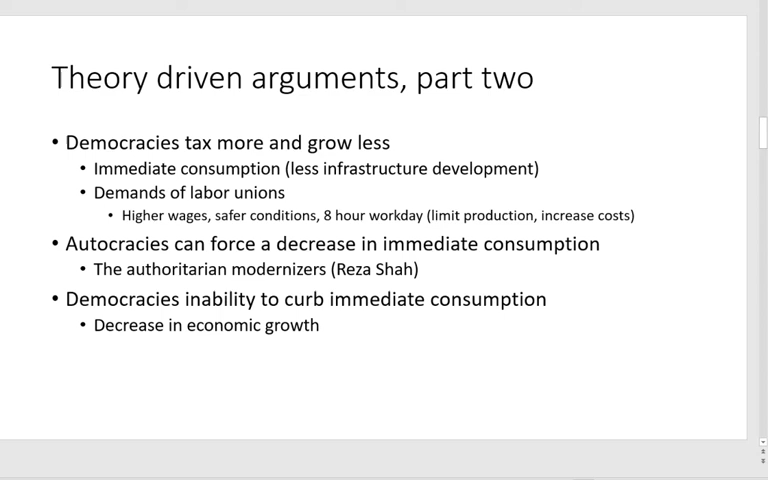 Theory driven arguments, part two
• Democracies tax more and grow less
• Immediate consumption (less infrastructure development)
• Demands of labor unions
• Higher wages, safer conditions, 8 hour workday (limit production, increase costs)
• Autocracies can force a decrease in immediate consumption
• The authoritarian modernizers (Reza Shah)
• Democracies inability to curb immediate consumption
• Decrease in economic growth